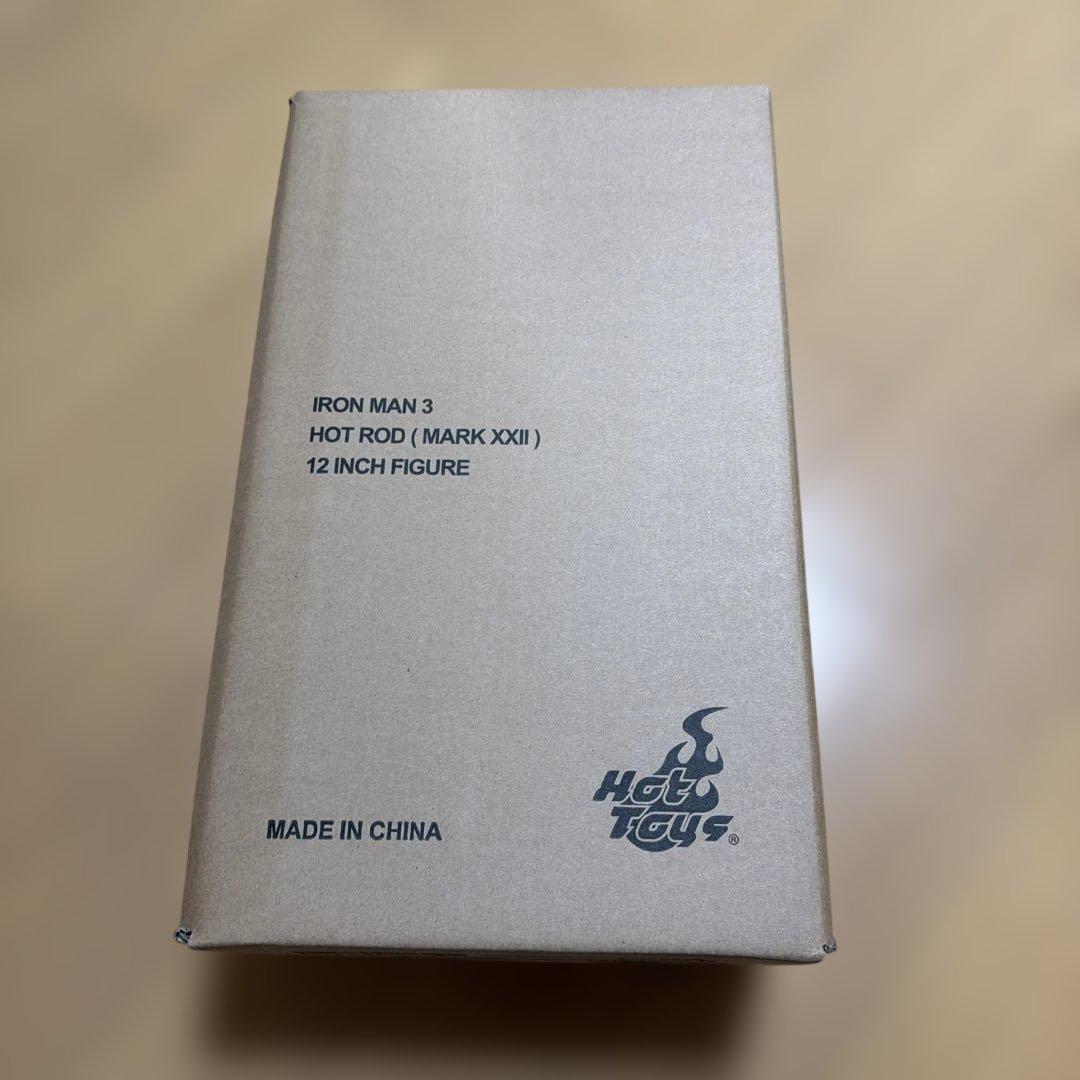 IRON MAN 3
HOT ROD ( MARK XXII )
12 INCH FIGURE
MADE IN CHINA
Hot
Toys®